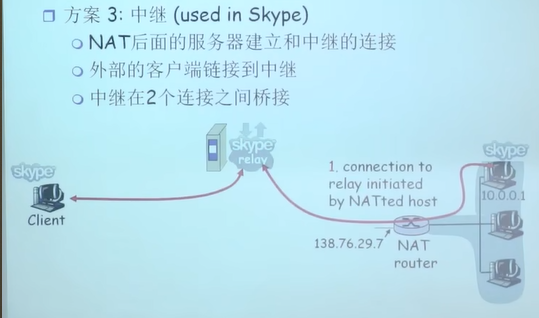 方案 3: 中继 (used in Skype)
NAT后面的服务器建立和中继的连接
外部的客户端链接到中继
中继在2个连接之间桥接
skype
relay
skype
Client
1. connection to
relay initiated
by NATted host
138.76.29.7
NAT
router
skype
10.0.0.1